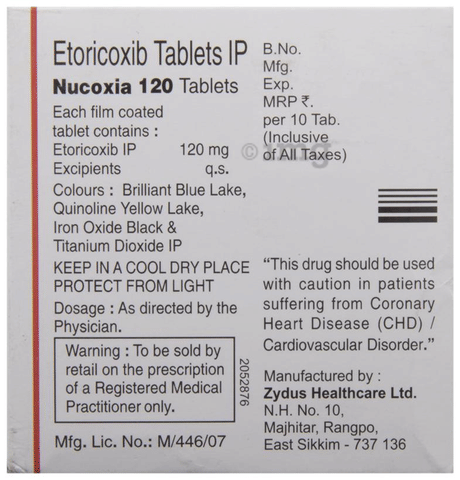 Etoricoxib Tablets IP
Nucoxia 120 Tablets
Each film coated
tablet contains :
Etoricoxib IP 120 mg
Excipients q.s.
Colours : Brilliant Blue Lake,
Quinoline Yellow Lake,
Iron Oxide Black &
Titanium Dioxide IP
KEEP IN A COOL DRY PLACE
PROTECT FROM LIGHT
Dosage : As directed by the
Physician.
Warning : To be sold by
retail on the prescription
of a Registered Medical
Practitioner only.
2052876
Mfg. Lic. No.: M/446/07
B.No.
Mfg.
Exp.
MRP ₹.
per 10 Tab.
(Inclusive
of All Taxes)
© 1mg
“This drug should be used
with caution in patients
suffering from Coronary
Heart Disease (CHD) /
Cardiovascular Disorder.”
Manufactured by :
Zydus Healthcare Ltd.
N.H. No. 10,
Majhitar, Rangpo,
East Sikkim - 737 136